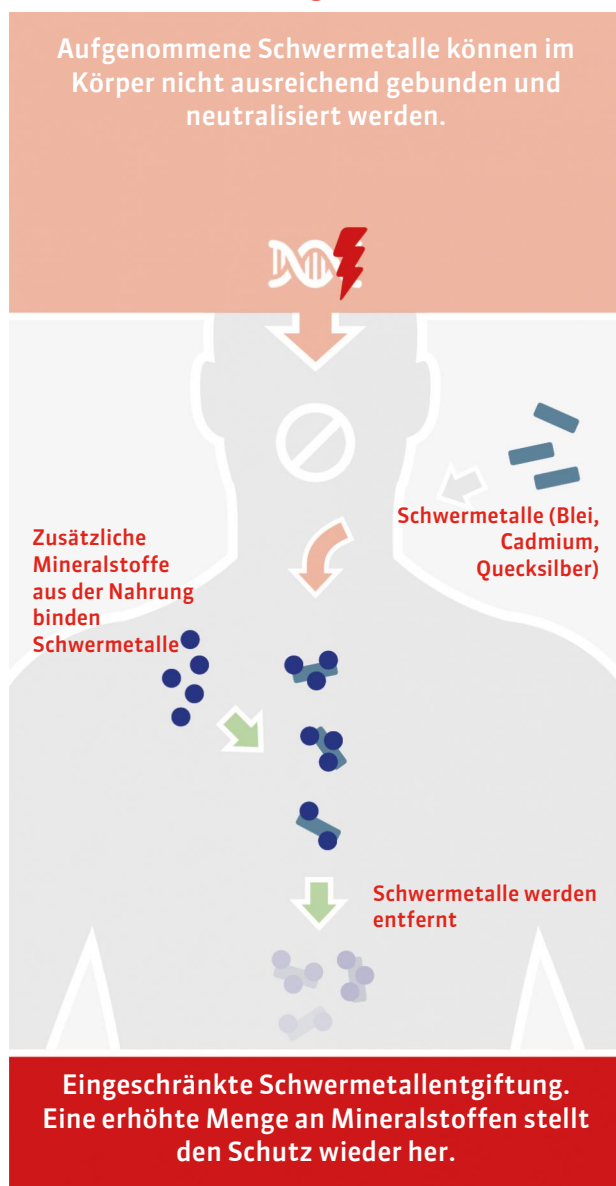 Aufgenommene Schwermetalle können im
Körper nicht ausreichend gebunden und
neutralisiert werden.
Schwermetalle (Blei,
Cadmium,
Quecksilber)
Zusätzliche
Mineralstoffe
aus der Nahrung
binden
Schwermetalle
Schwermetalle werden
entfernt
Eingeschränkte Schwermetallentgiftung.
Eine erhöhte Menge an Mineralstoffen stellt
den Schutz wieder her.